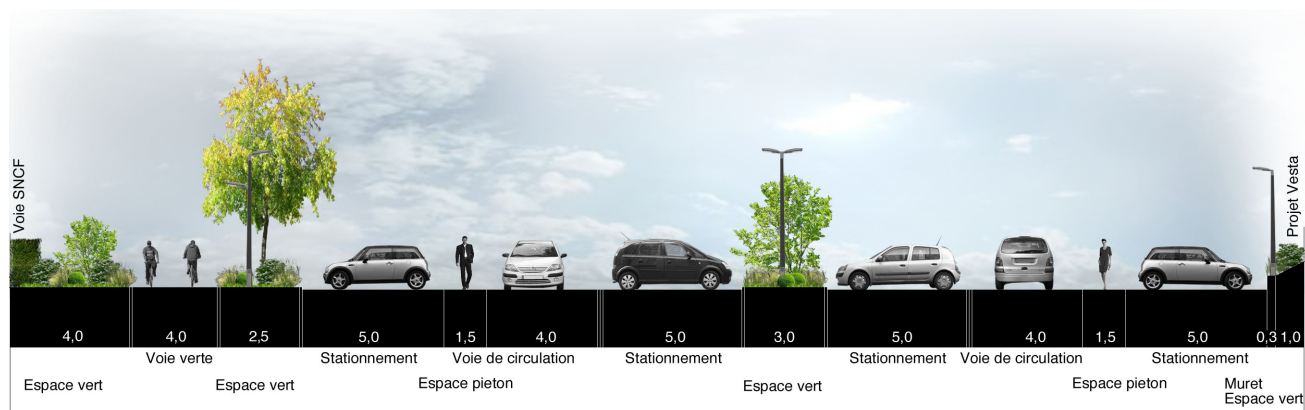 Voie SNCF
Projet Vesta
4,0 4,0 2,5 5,0 1,5 4,0 5,0 3,0 5,0 4,0 1,5 5,0 0,3 1,0
Voie verte Stationnement Voie de circulation Stationnement Stationnement Voie de circulation Stationnement
Espace vert Espace vert Espace pieton Espace vert Espace pieton Muret
Espace vert